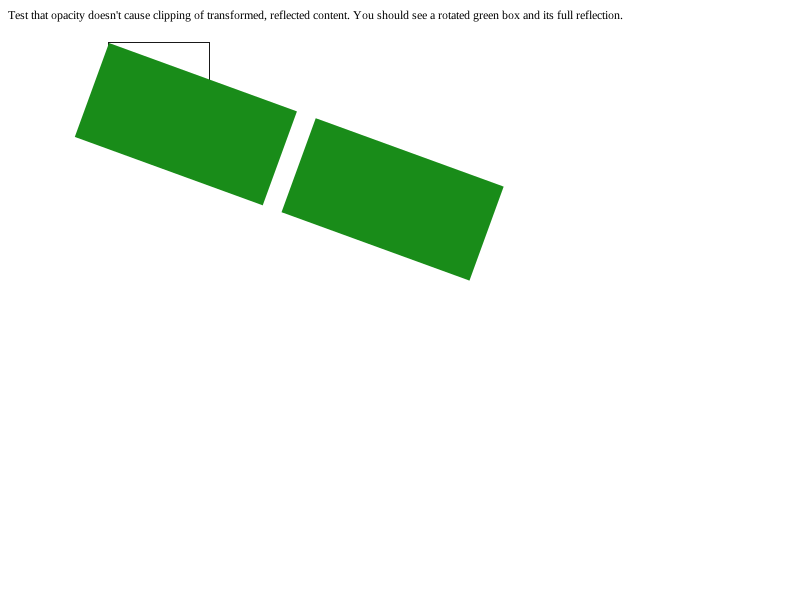 Test that opacity doesn't cause clipping of transformed, reflected content. You should see a rotated green box and its full reflection.